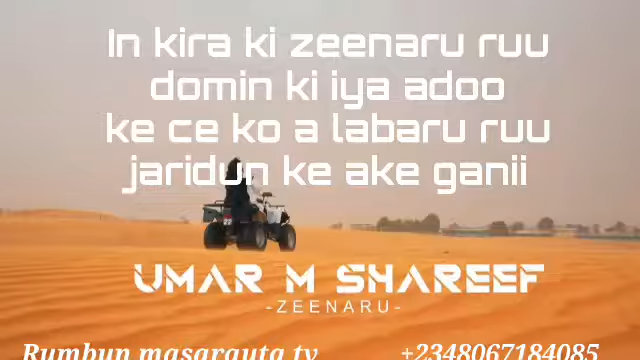 In kira ki zeenaru ruu
domin ki iya adoo
ke ce ko a labaru ruu
jaridun ke ake ganii
UMAR M SHAREEF
-ZEENARU-
Rumbun masarauta tv +2348067184085